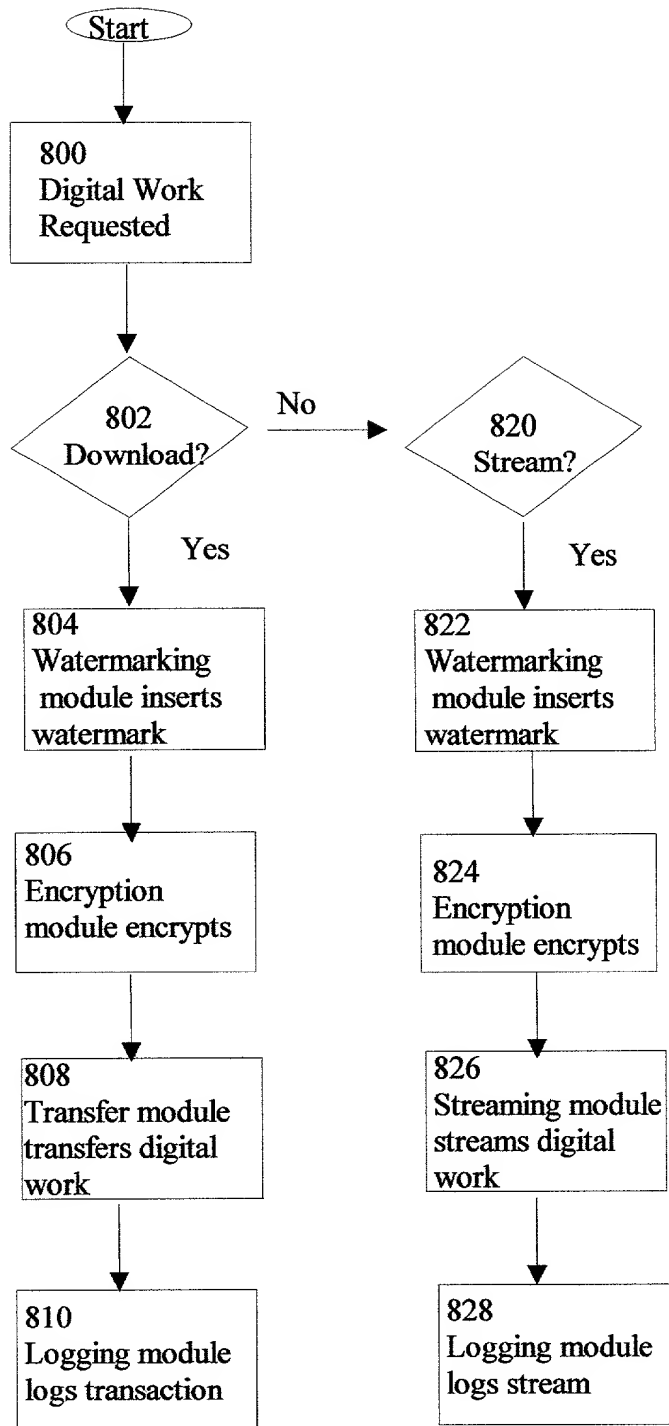 Start
800
Digital Work
Requested
802
Download?
No
820
Stream?
Yes
Yes
804
Watermarking
module inserts
watermark
822
Watermarking
module inserts
watermark
806
Encryption
module encrypts
824
Encryption
module encrypts
808
Transfer module
transfers digital
work
826
Streaming module
streams digital
work
810
Logging module
logs transaction
828
Logging module
logs stream